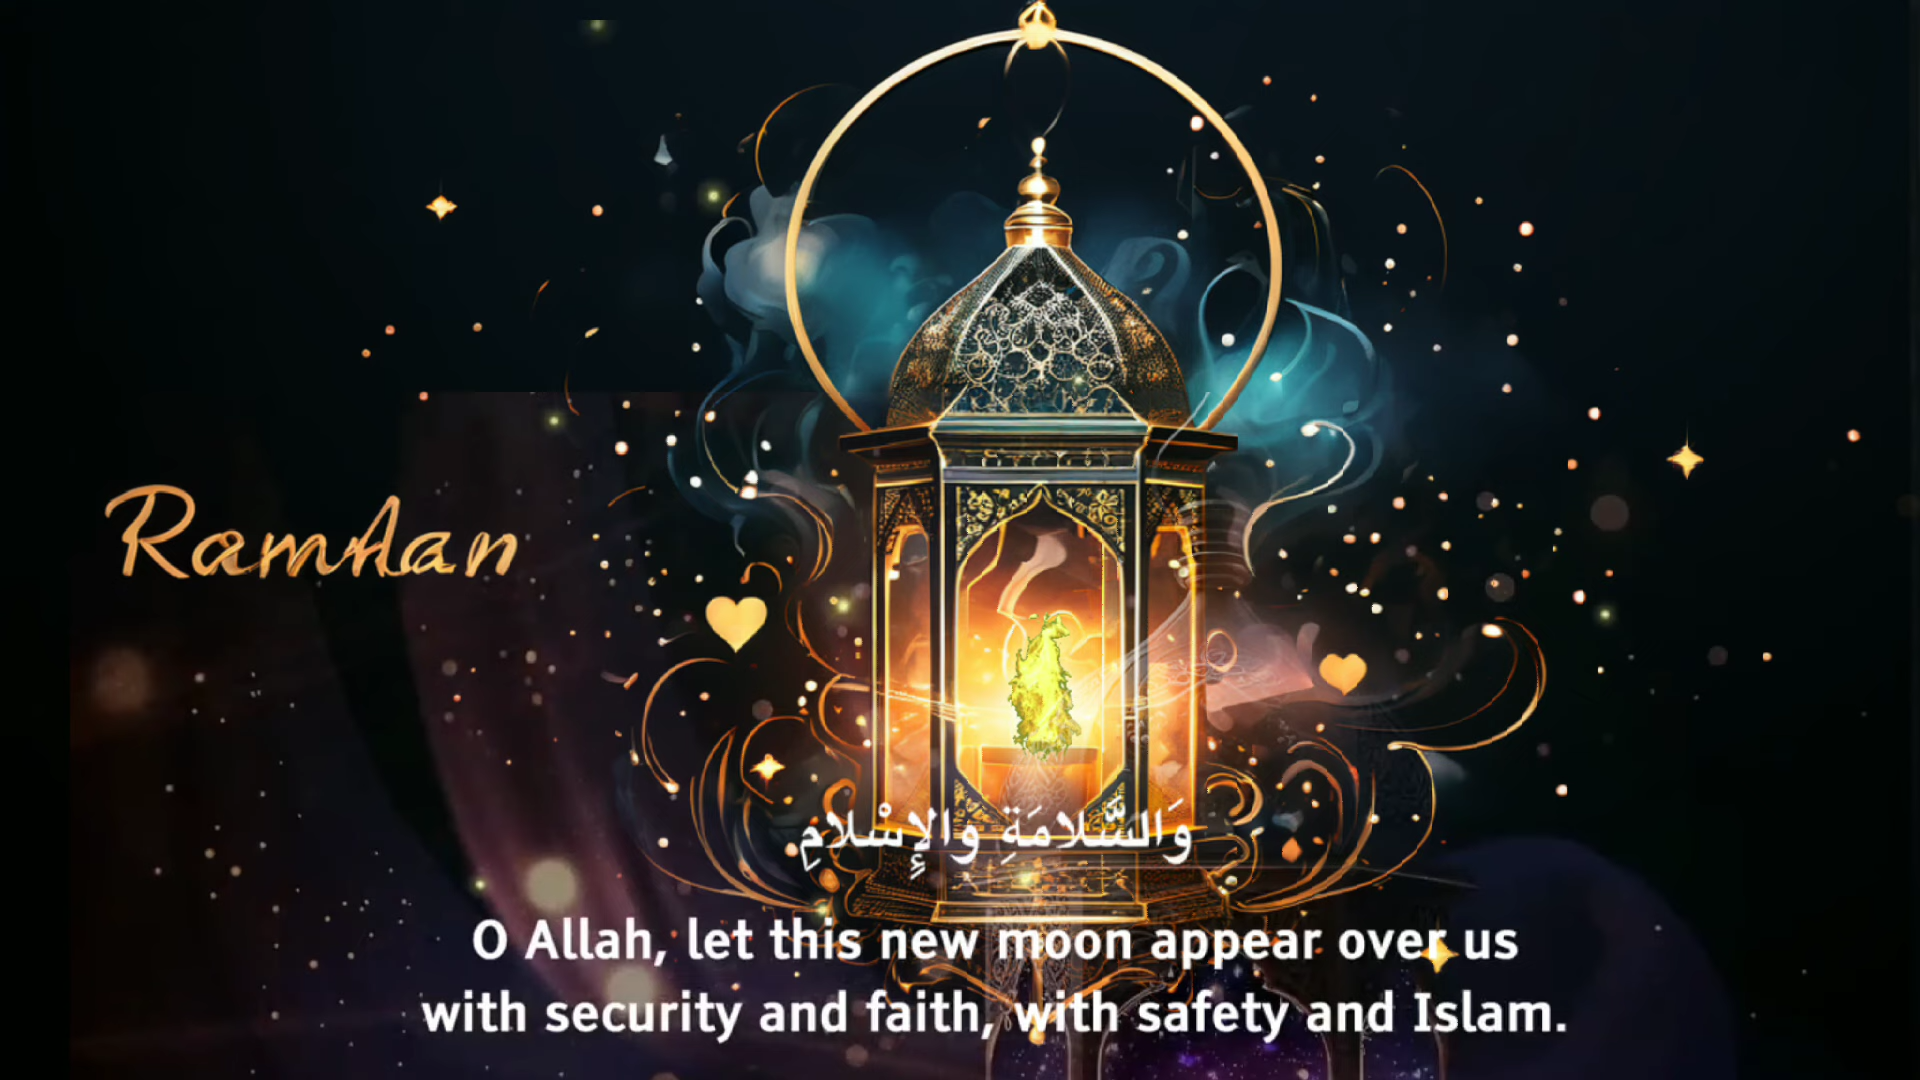 Ramdan
وَالسَّلامَةِ والإِسْلامِ
O Allah, let this new moon appear over us
with security and faith, with safety and Islam.